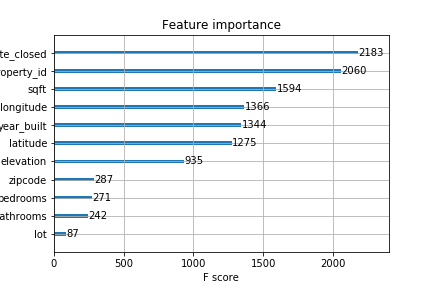 Feature importance
te_closed 2183
roperty_id 2060
sqft 1594
longitude 1366
year_built 1344
latitude 1275
elevation 935
zipcode 287
bedrooms 271
athrooms 242
lot 87
0 500 1000 1500 2000
F score